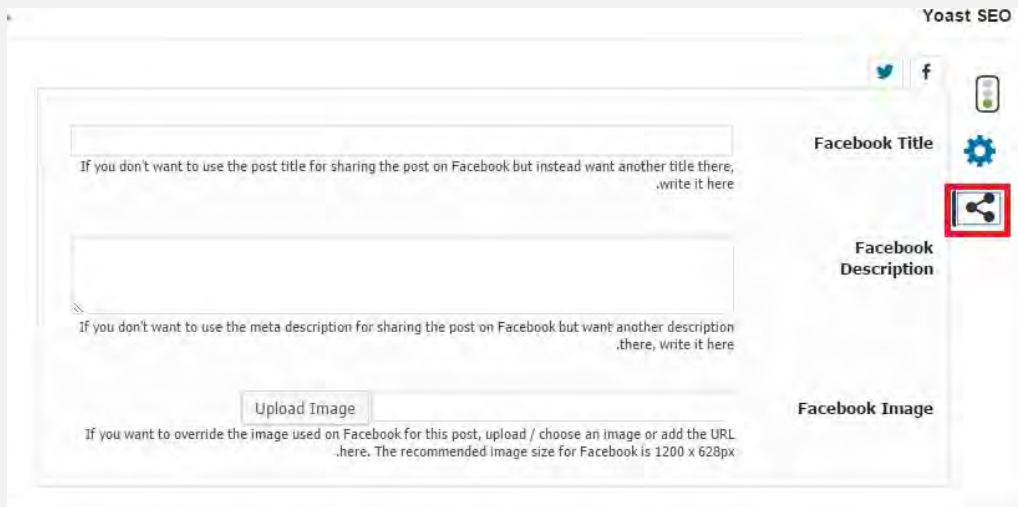 Yoast SEO
Facebook Title
If you don't want to use the post title for sharing the post on Facebook but instead want another title there,
.write it here
Facebook
Description
If you don't want to use the meta description for sharing the post on Facebook but want another description
.there, write it here
Facebook Image
Upload Image
If you want to override the image used on Facebook for this post, upload / choose an image or add the URL
.here. The recommended image size for Facebook is 1200 x 628px